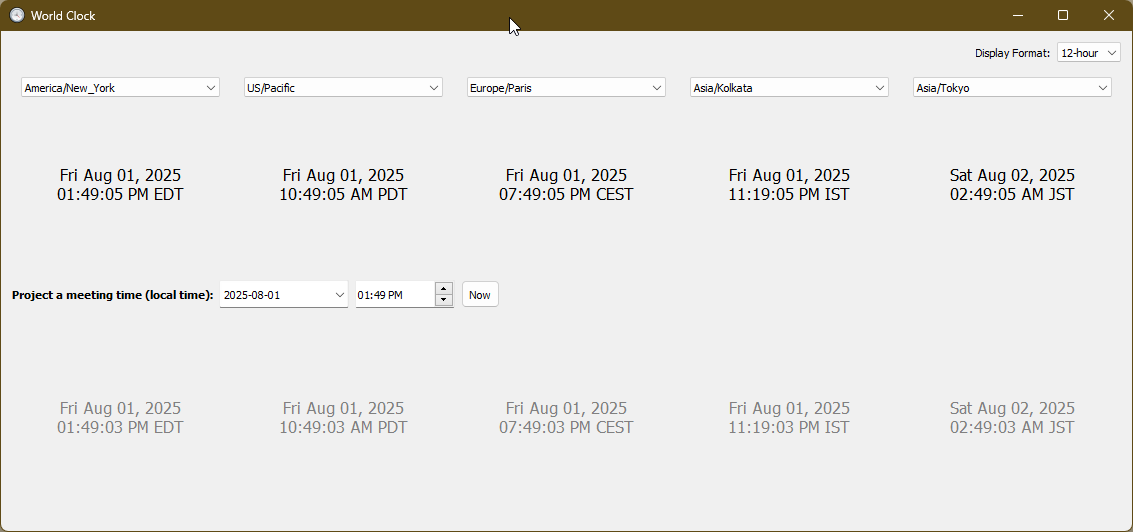 World Clock
Display Format: 12-hour
America/New_York US/Pacific Europe/Paris Asia/Kolkata Asia/Tokyo
Fri Aug 01, 2025 Fri Aug 01, 2025 Fri Aug 01, 2025 Fri Aug 01, 2025 Sat Aug 02, 2025
01:49:05 PM EDT 10:49:05 AM PDT 07:49:05 PM CEST 11:19:05 PM IST 02:49:05 AM JST
Project a meeting time (local time): 2025-08-01 01:49 PM Now
Fri Aug 01, 2025 Fri Aug 01, 2025 Fri Aug 01, 2025 Fri Aug 01, 2025 Sat Aug 02, 2025
01:49:03 PM EDT 10:49:03 AM PDT 07:49:03 PM CEST 11:19:03 PM IST 02:49:03 AM JST